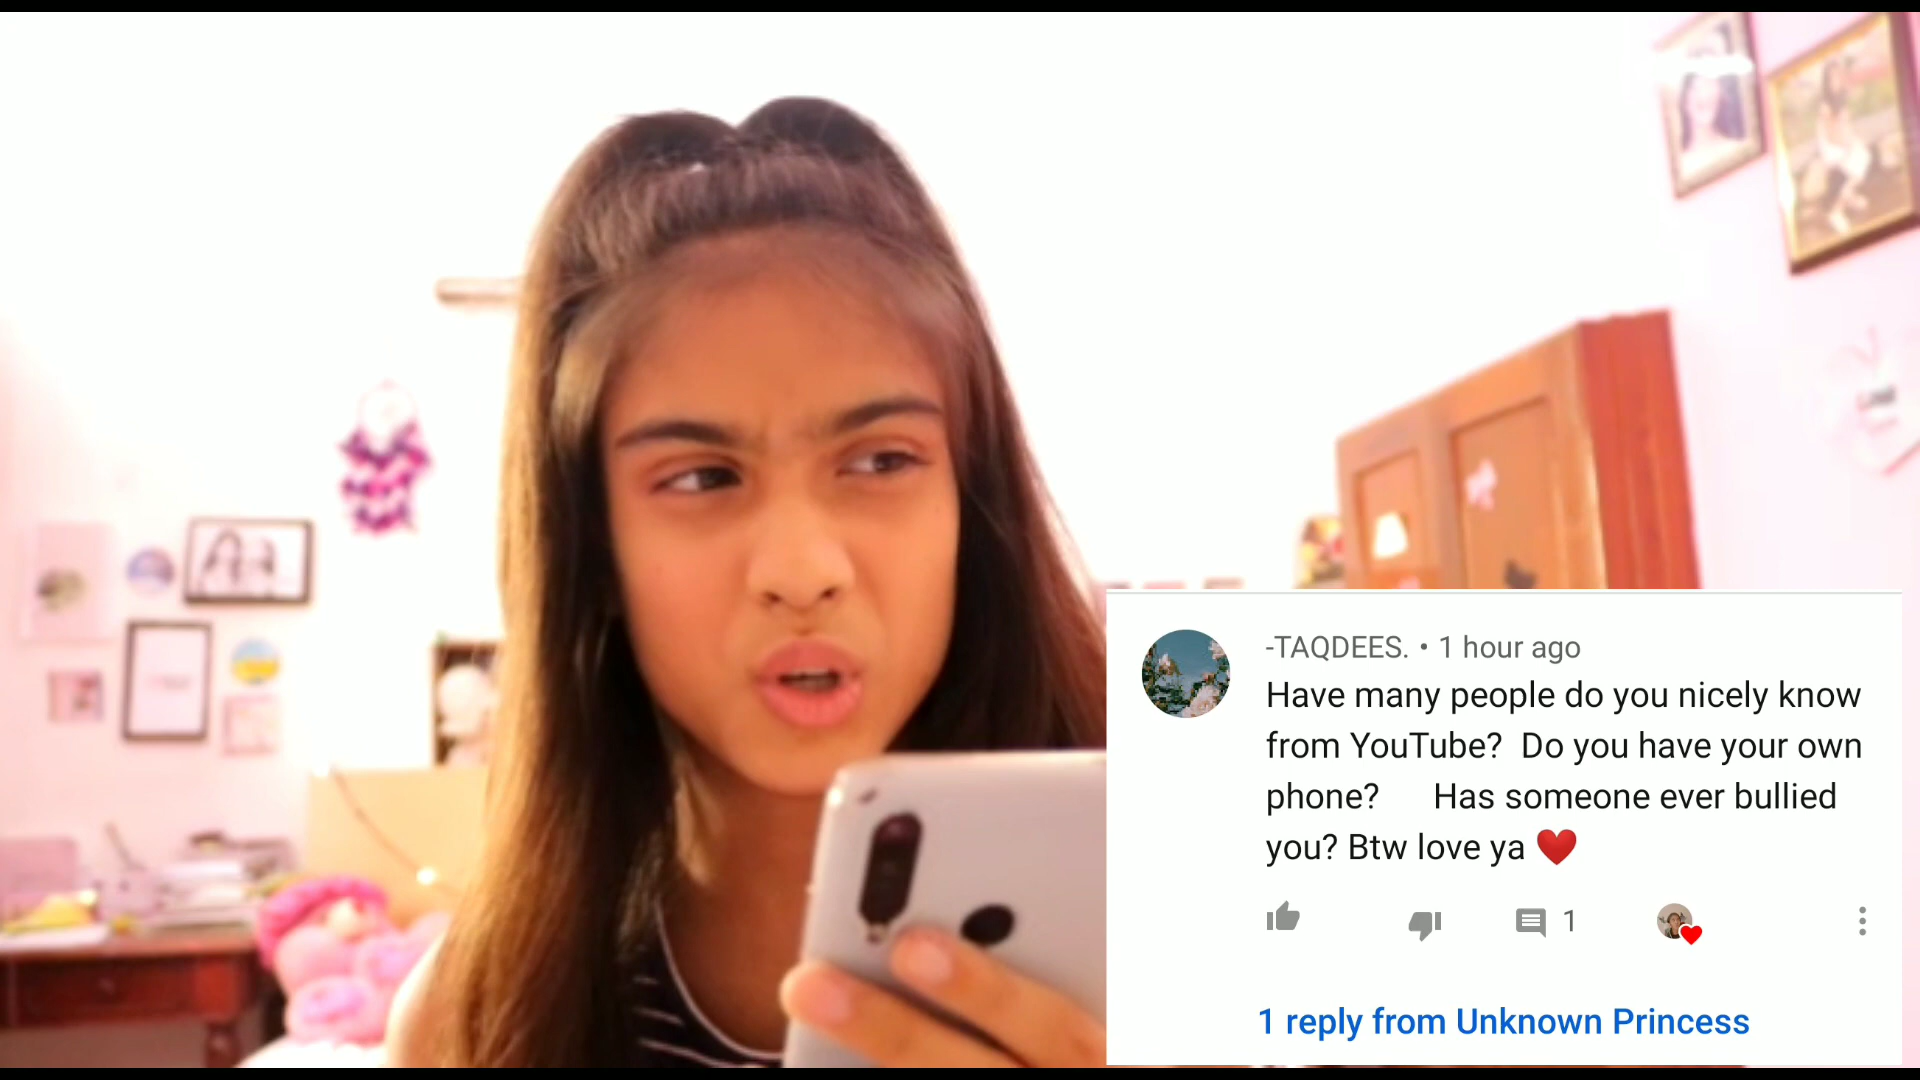 -TAQDEES. • 1 hour ago
Have many people do you nicely know
from YouTube? Do you have your own
phone? Has someone ever bullied
you? Btw love ya ❤️
1
1 reply from Unknown Princess